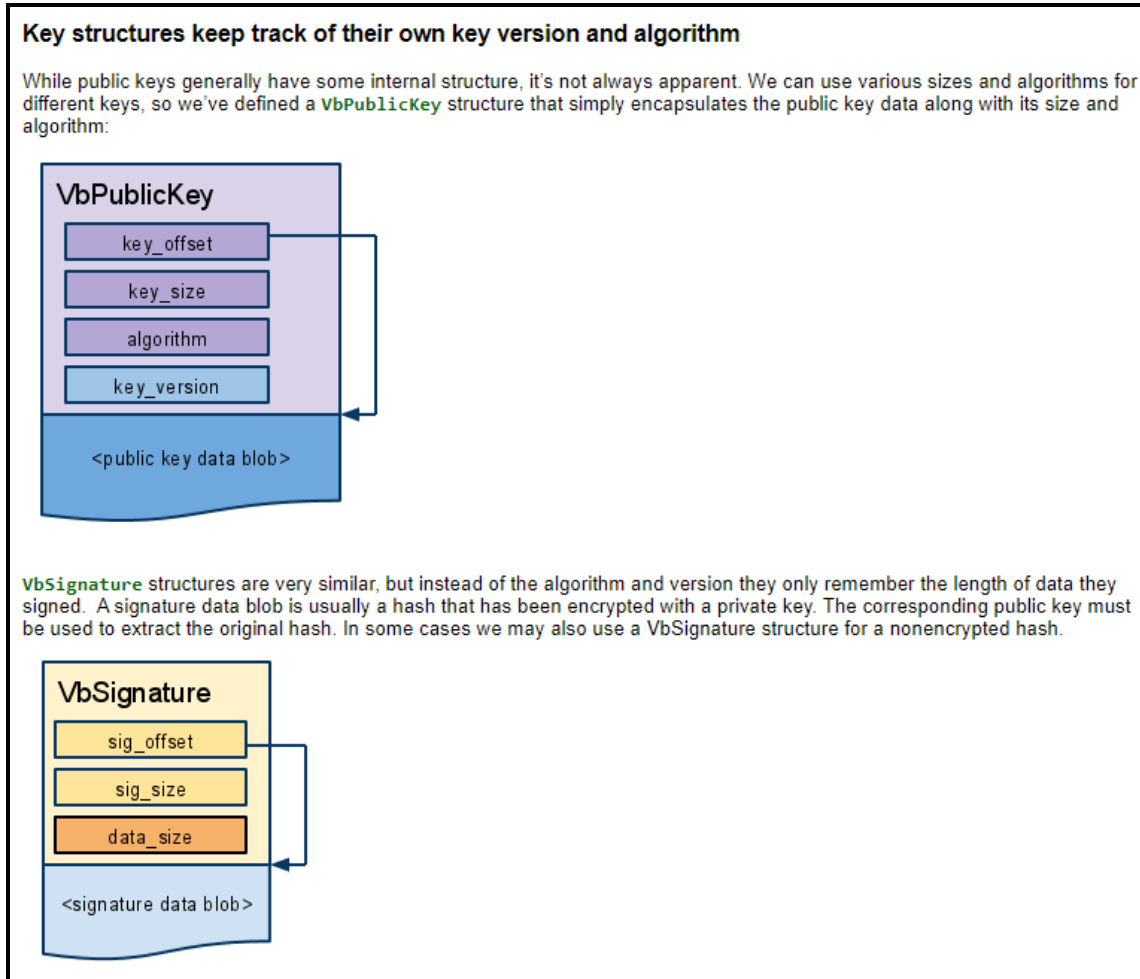 Key structures keep track of their own key version and algorithm
While public keys generally have some internal structure, it's not always apparent. We can use various sizes and algorithms for
different keys, so we've defined a VbPublicKey structure that simply encapsulates the public key data along with its size and
algorithm:
VbPublicKey
key_offset
key_size
algorithm
key_version
<public key data blob>
VbSignature structures are very similar, but instead of the algorithm and version they only remember the length of data they
signed.  A signature data blob is usually a hash that has been encrypted with a private key. The corresponding public key must
be used to extract the original hash. In some cases we may also use a VbSignature structure for a nonencrypted hash.
VbSignature
sig_offset
sig_size
data_size
<signature data blob>